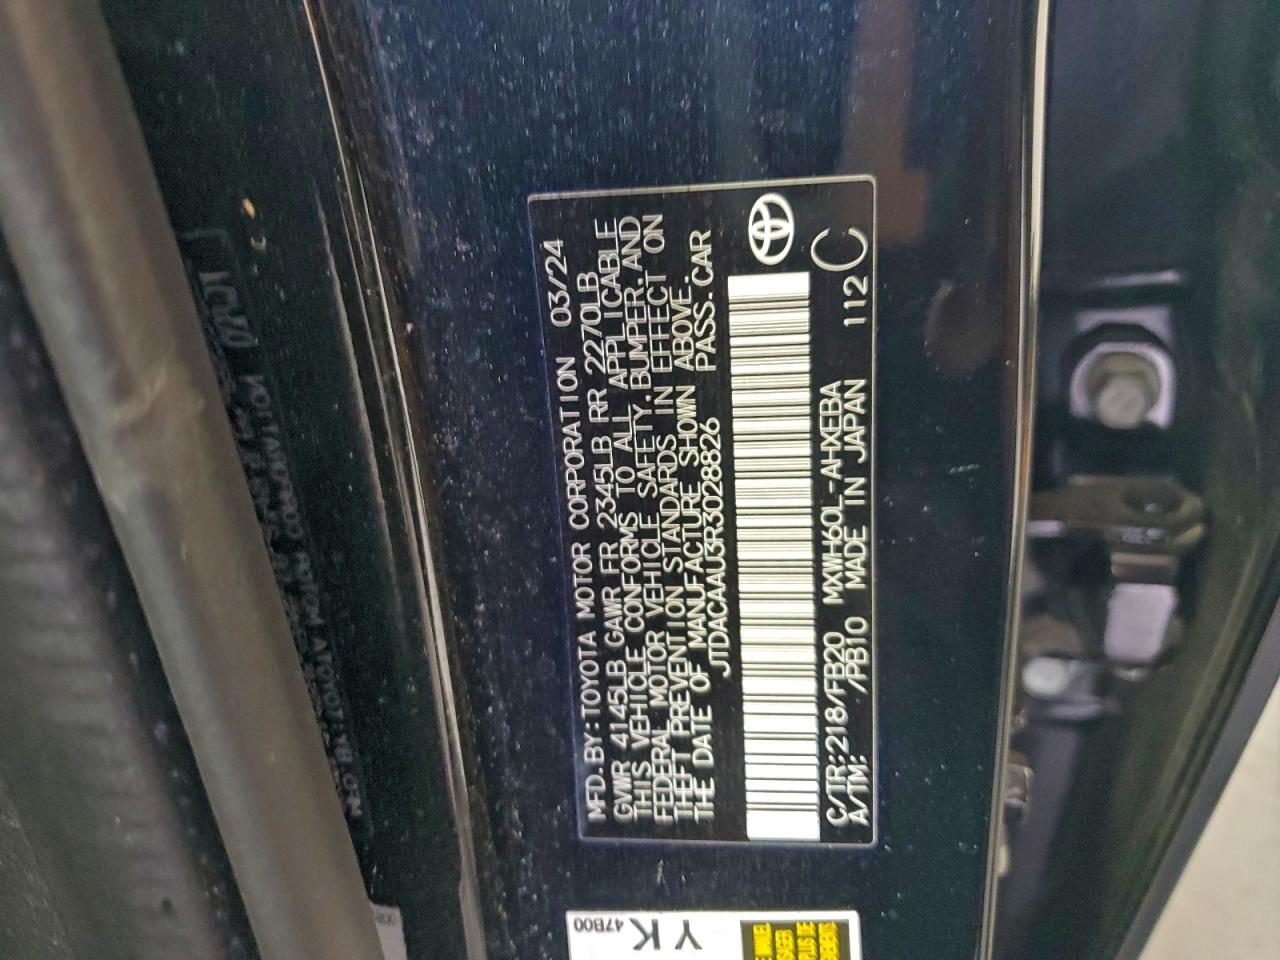 MFD. BY: TOYOTA MOTOR CORPORATION 03/24
GVWR 4145LB GAWR FR 2345LB RR 2270LB
THIS VEHICLE CONFORMS TO ALL APPLICABLE
FEDERAL MOTOR VEHICLE SAFETY, BUMPER, AND
THEFT PREVENTION STANDARDS IN EFFECT ON
THE DATE OF MANUFACTURE SHOWN ABOVE.
JTDACAAU3R3028826 PASS. CAR
C/TR: 218/FB20 MXWH60L-AHXEBA
A/TM: /PB10 MADE IN JAPAN 112 C
YK
47B00